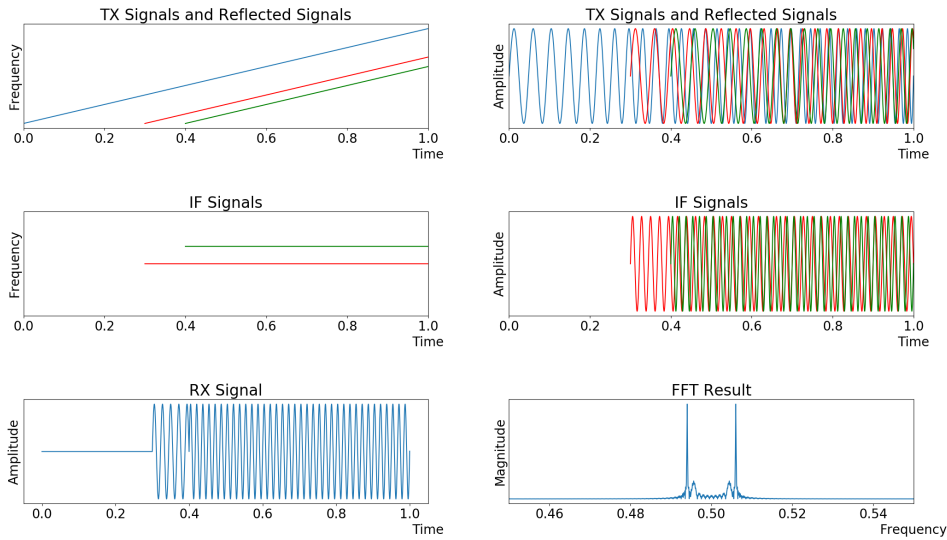 TX Signals and Reflected Signals
Frequency
0.0 0.2 0.4 0.6 0.8 1.0
Time
TX Signals and Reflected Signals
Amplitude
0.0 0.2 0.4 0.6 0.8 1.0
Time
IF Signals
Frequency
0.0 0.2 0.4 0.6 0.8 1.0
Time
IF Signals
Amplitude
0.0 0.2 0.4 0.6 0.8 1.0
Time
RX Signal
Amplitude
0.0 0.2 0.4 0.6 0.8 1.0
Time
FFT Result
Magnitude
0.46 0.48 0.50 0.52 0.54
Frequency